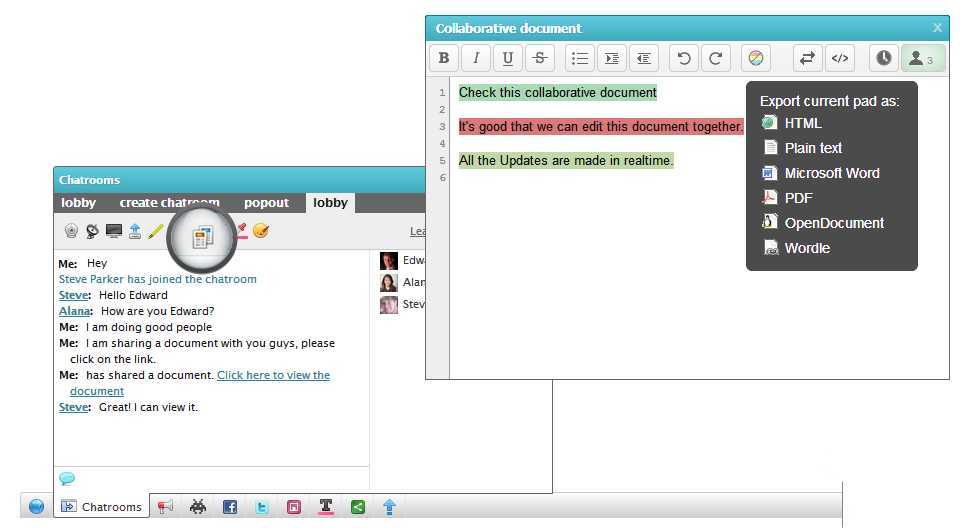 Collaborative document
X
B I U S
</>
3
1 Check this collaborative document
2
3 It's good that we can edit this document together.
4
5 All the Updates are made in realtime.
6
Export current pad as:
HTML
Plain text
Microsoft Word
PDF
OpenDocument
Wordle
Chatrooms
lobby create chatroom popout lobby
Lea
Me: Hey
Steve Parker has joined the chatroom
Steve: Hello Edward
Alana: How are you Edward?
Me: I am doing good people
Me: I am sharing a document with you guys, please
click on the link.
Me: has shared a document. Click here to view the
document
Steve: Great! I can view it.
Edwa
Alan
Stev
Chatrooms
T